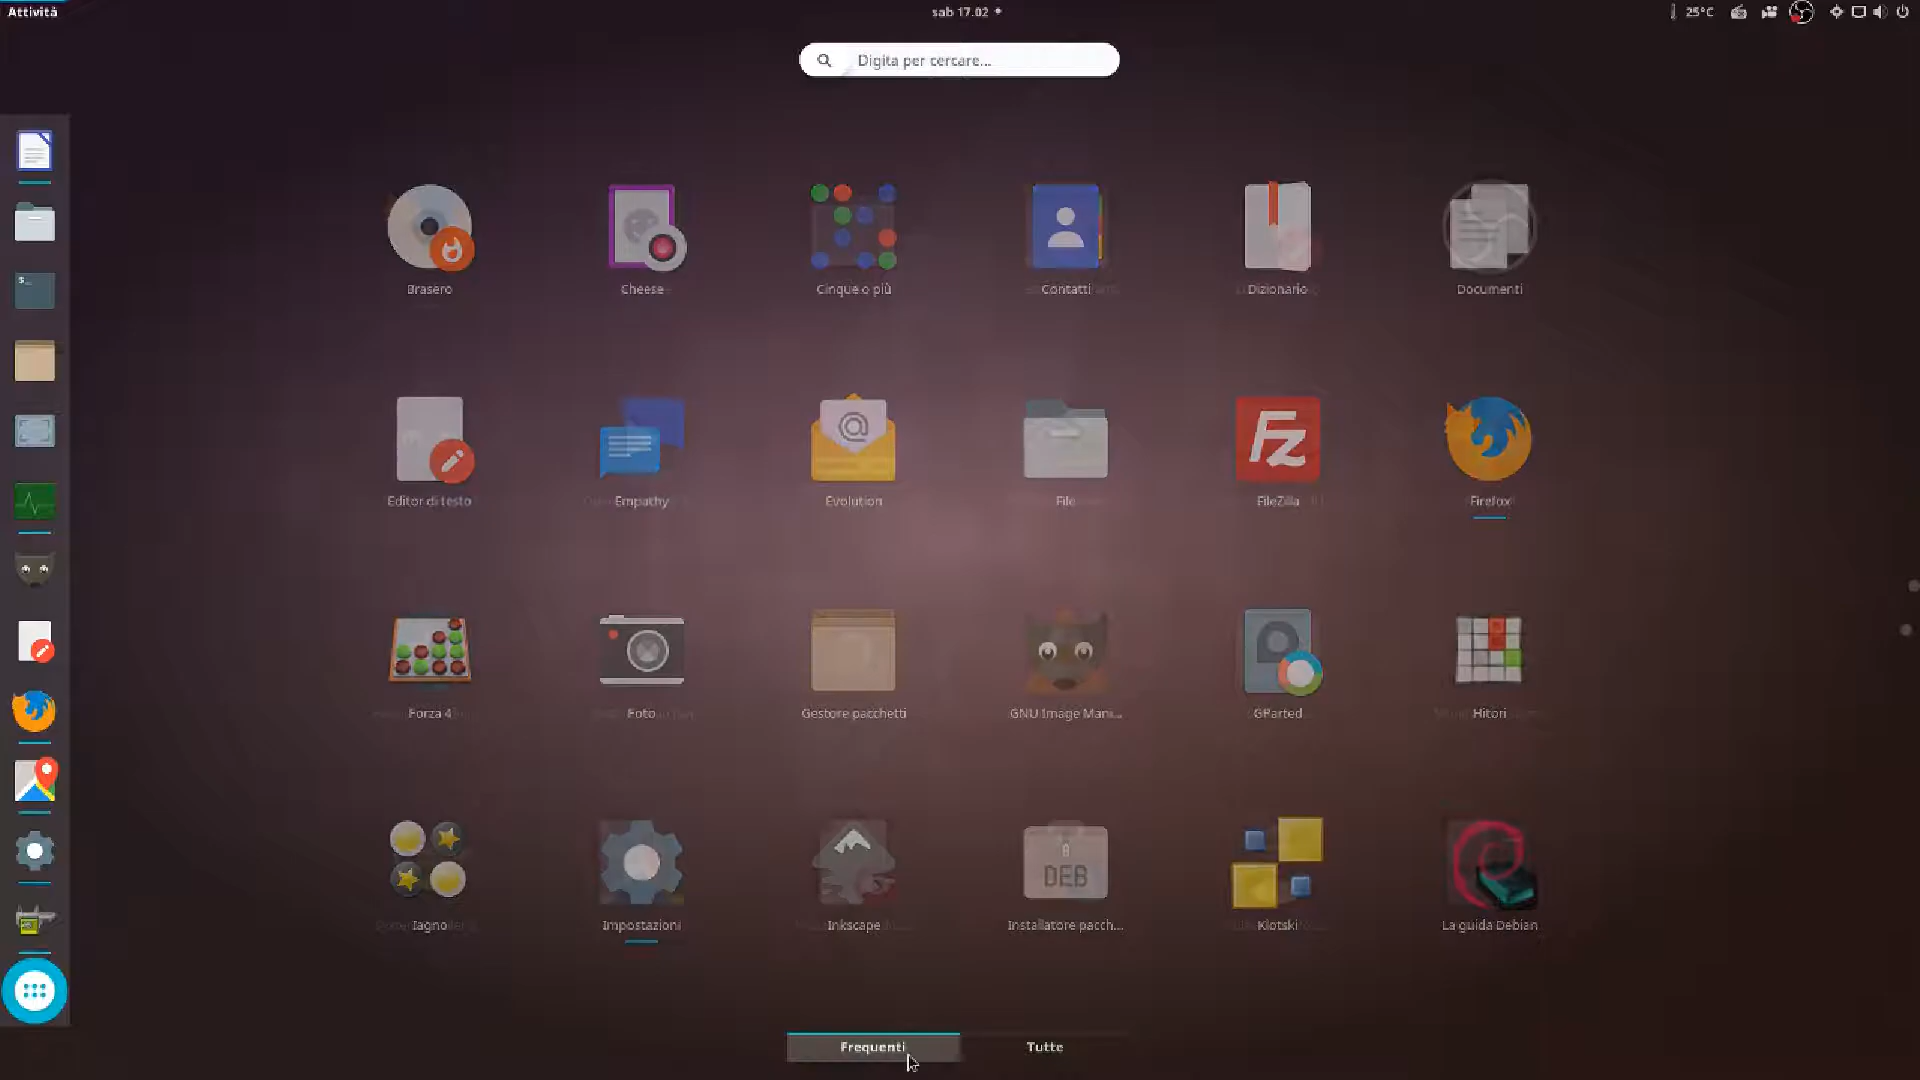 Attività
sab 17.02
25°C
Digita per cercare...
Brasero
Cheese
Cinque o più
Contatti
Dizionario
Documenti
Editor di testo
Empathy
Evolution
File
FileZilla
Firefox
Forza 4
Foto
Gestore pacchetti
GNU Image Mani...
GParted
Hitori
DEB
Iagno
Impostazioni
Inkscape
Installatore pacch...
Klotski
La guida Debian
Frequenti
Tutte